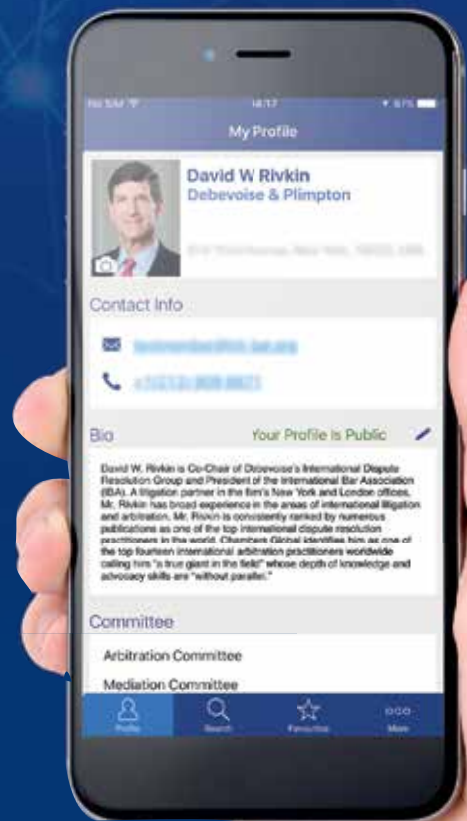 No SIM
14:17
87%
My Profile
David W Rivkin
Debevoise & Plimpton
Contact Info
Bio
Your Profile Is Public
David W. Rivkin is Co-Chair of Debevoise's International Dispute
Resolution Group and President of the International Bar Association
(IBA). A litigation partner in the firm's New York and London offices,
Mr. Rivkin has broad experience in the areas of international litigation
and arbitration. Mr. Rivkin is consistently ranked by numerous
publications as one of the top international dispute resolution
practitioners in the world. Chambers Global identifies him as one of
the top fourteen international arbitration practitioners worldwide
calling him "a true giant in the field" whose depth of knowledge and
advocacy skills are "without parallel."
Committee
Arbitration Committee
Mediation Committee
Profile
Search
Favourites
More